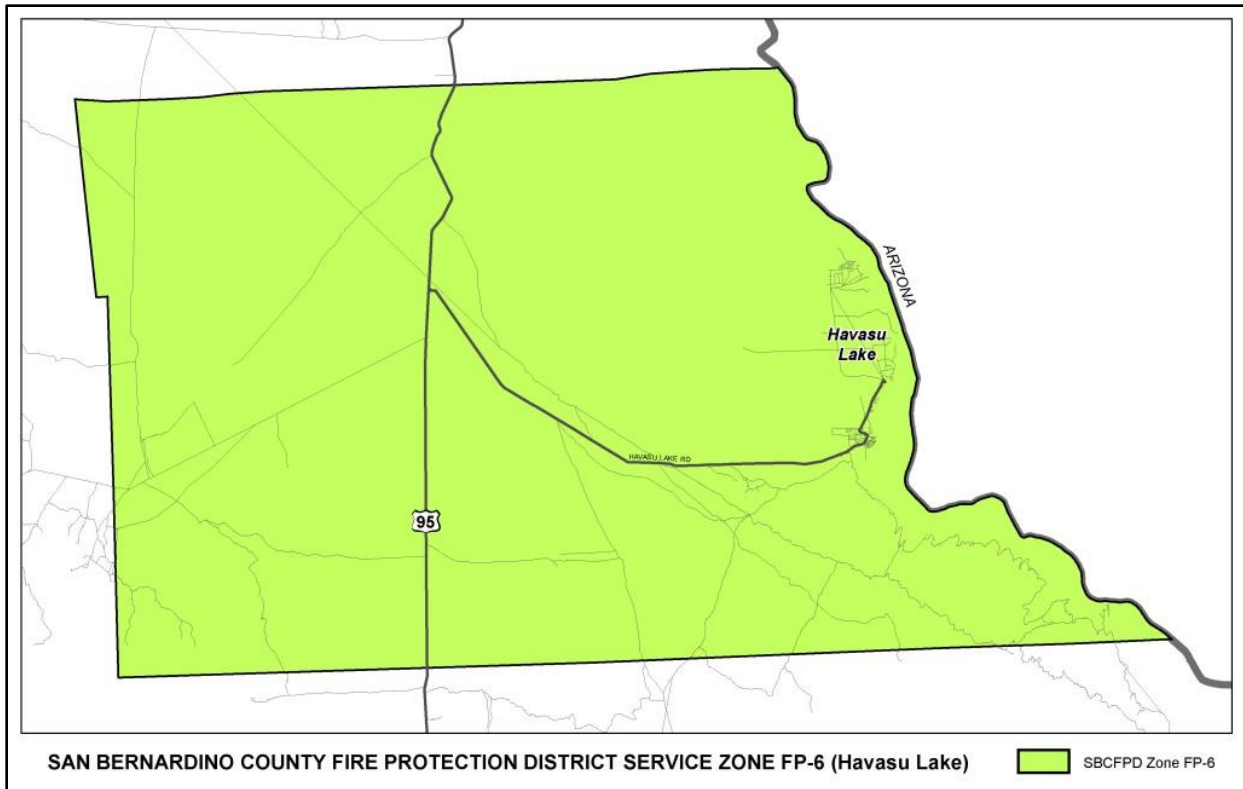 ARIZONA
Havasu
Lake
HAVASU LAKE RD
95
SAN BERNARDINO COUNTY FIRE PROTECTION DISTRICT SERVICE ZONE FP-6 (Havasu Lake)
SBCFPD Zone FP-6